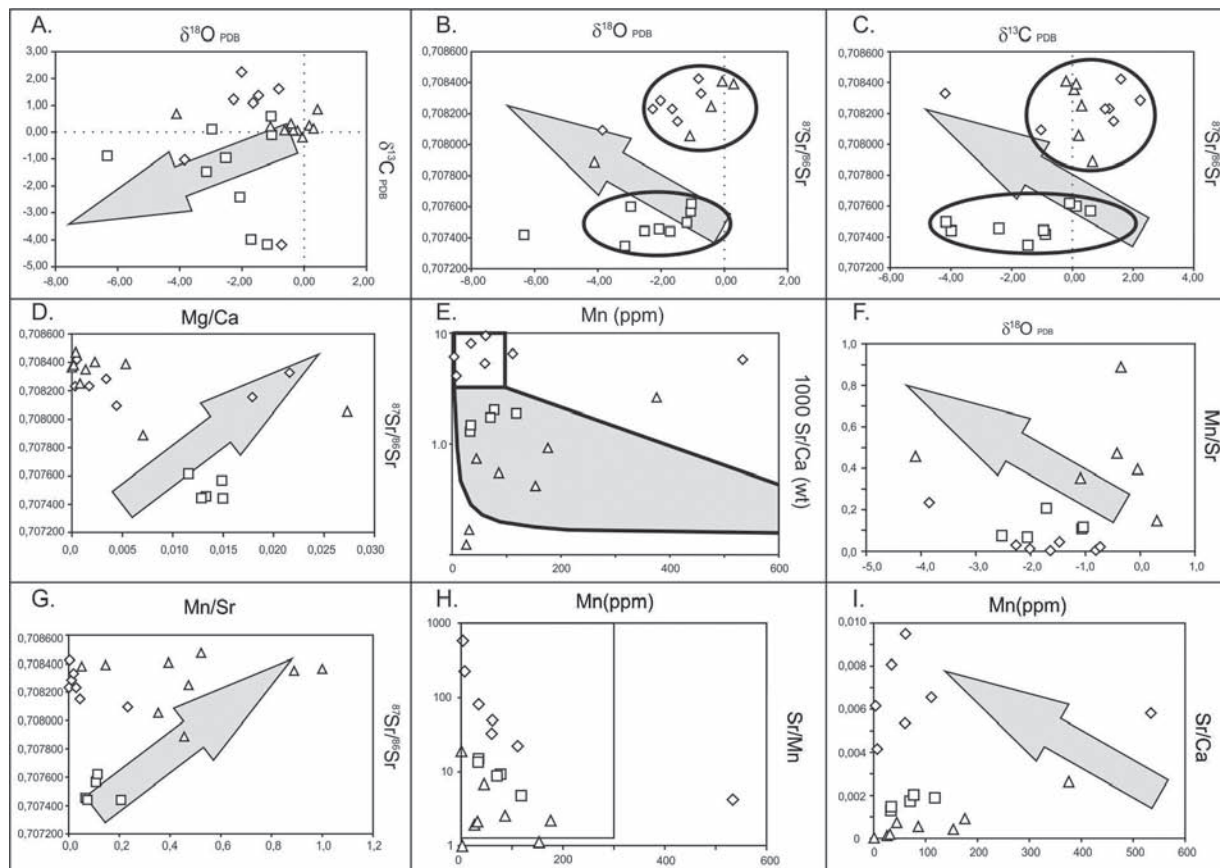 A.
δ18O PDB
3,00
2,00
1,00
0,00
-1,00
-2,00
-3,00
-4,00
-5,00
-8,00 -6,00 -4,00 -2,00 0,00 2,00
δ13C PDB
B.
δ18O PDB
0,708600
0,708400
0,708200
0,708000
0,707800
0,707600
0,707400
0,707200
-8,00 -6,00 -4,00 -2,00 0,00 2,00
87Sr/86Sr
C.
δ13C PDB
0,708600
0,708400
0,708200
0,708000
0,707800
0,707600
0,707400
0,707200
-6,00 -4,00 -2,00 0,00 2,00 4,00
87Sr/86Sr
D.
Mg/Ca
0,708600
0,708400
0,708200
0,708000
0,707800
0,707600
0,707400
0,707200
0,000 0,005 0,010 0,015 0,020 0,025 0,030
87Sr/86Sr
E.
Mn (ppm)
10
1.0
0 200 400 600
1000 Sr/Ca (wt)
F.
δ18O PDB
1,0
0,8
0,6
0,4
0,2
0,0
-5,0 -4,0 -3,0 -2,0 -1,0 0,0 1,0
Mn/Sr
G.
Mn/Sr
0,708600
0,708400
0,708200
0,708000
0,707800
0,707600
0,707400
0,707200
0,0 0,2 0,4 0,6 0,8 1,0 1,2
87Sr/86Sr
H.
Mn(ppm)
1000
100
10
1
0 200 400 600
Sr/Mn
I.
Mn(ppm)
0,010
0,008
0,006
0,004
0,002
0
0 100 200 300 400 500 600
Sr/Ca